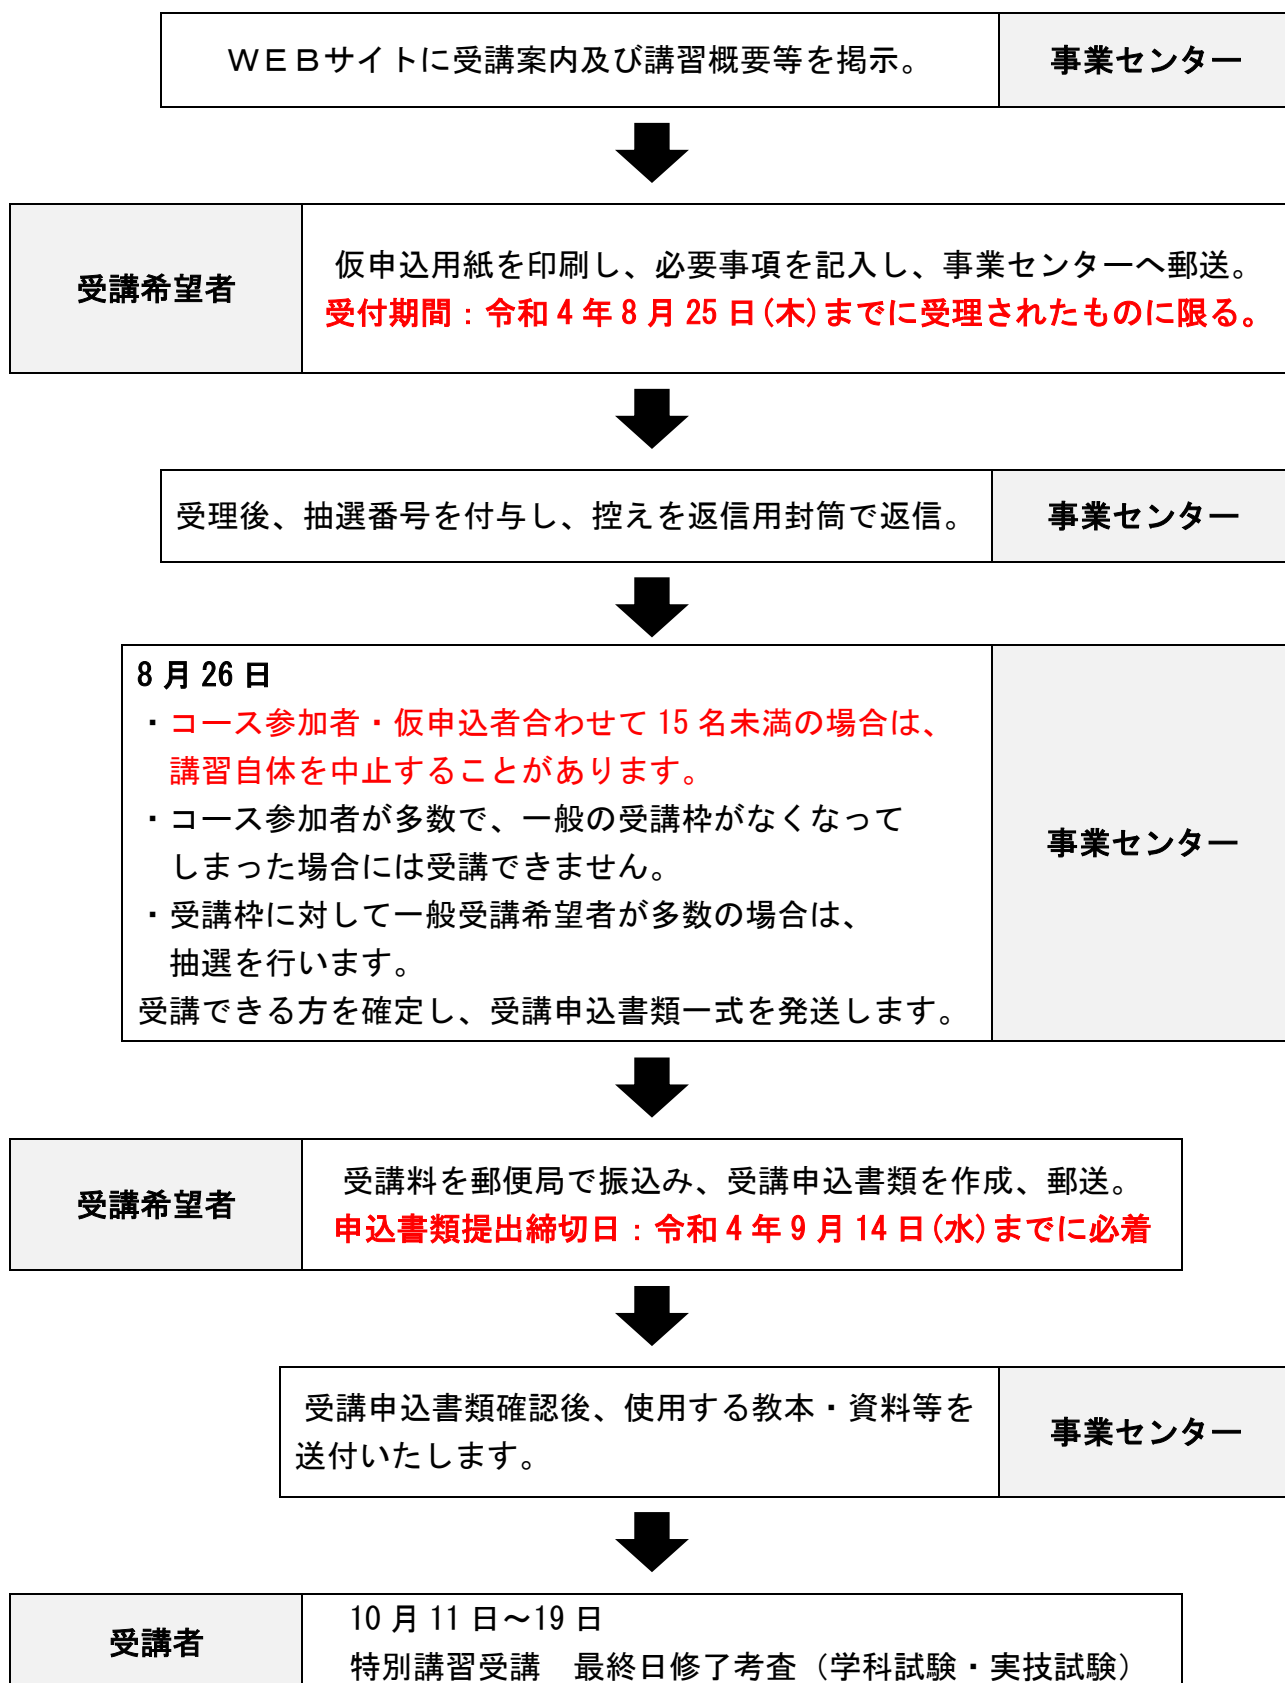 ＷＥＢサイトに受講案内及び講習概要等を掲示。
事業センター
受講希望者
仮申込用紙を印刷し、必要事項を記入し、事業センターへ郵送。
受付期間：令和4年8月25日(木)までに受理されたものに限る。
受理後、抽選番号を付与し、控えを返信用封筒で返信。
事業センター
8月26日
・コース参加者・仮申込者合わせて15名未満の場合は、
講習自体を中止することがあります。
・コース参加者が多数で、一般の受講枠がなくなって
しまった場合には受講できません。
・受講枠に対して一般受講希望者が多数の場合は、
抽選を行います。
受講できる方を確定し、受講申込書類一式を発送します。
事業センター
受講希望者
受講料を郵便局で振込み、受講申込書類を作成、郵送。
申込書類提出締切日：令和4年9月14日(水)までに必着
受講申込書類確認後、使用する教本・資料等を
送付いたします。
事業センター
受講者
10月11日～19日
特別講習受講　最終日修了考査（学科試験・実技試験）